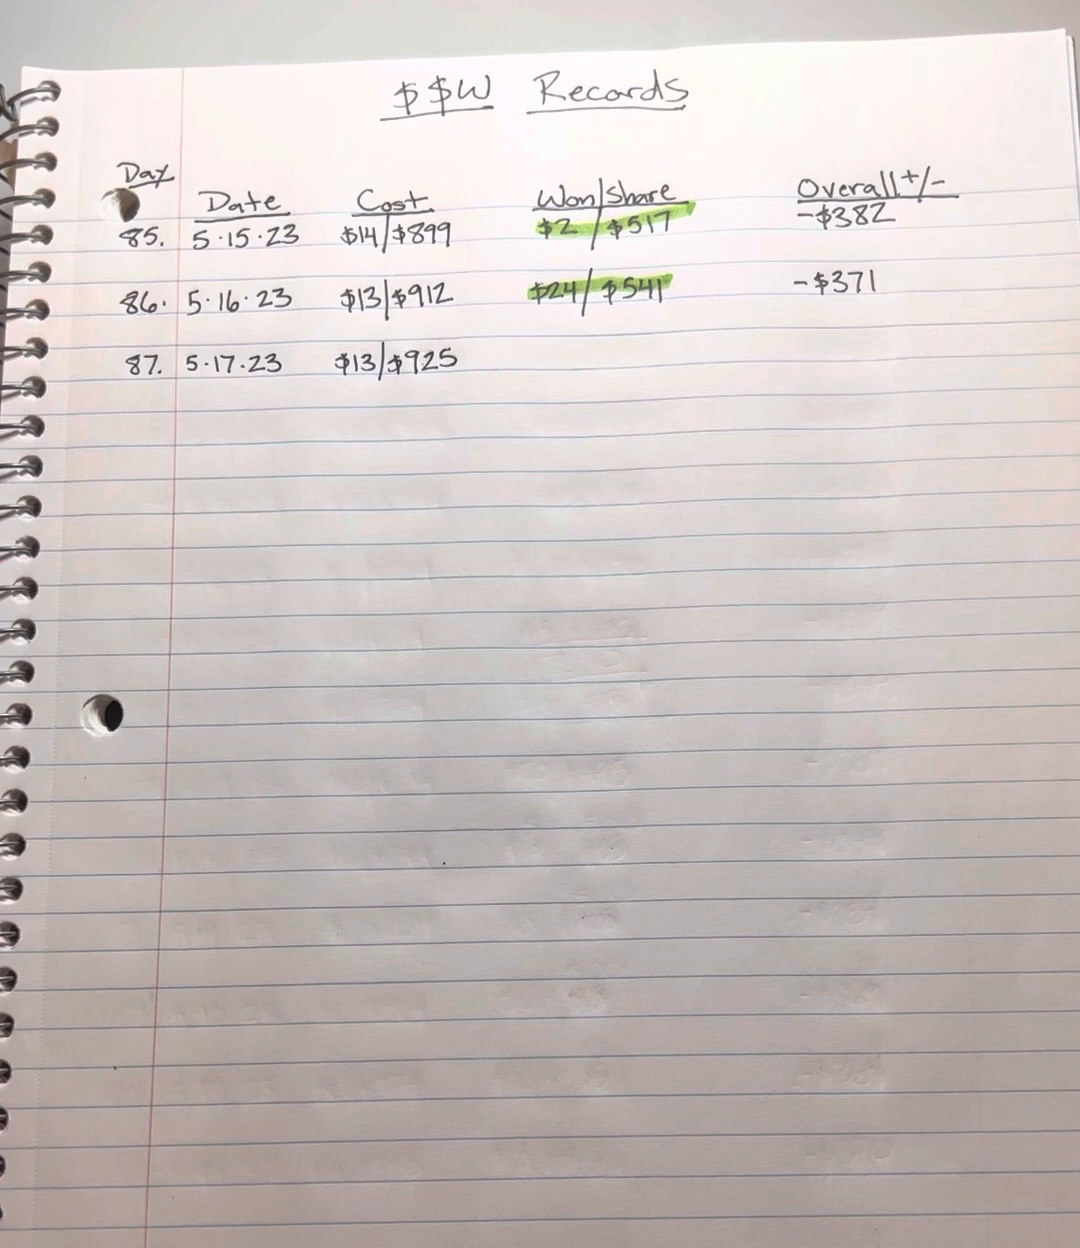 $$W Records
Day Date Cost Won/Share Overall +/-
85. 5.15.23 $14/$899 $2/$517 -$382
86. 5.16.23 $13/$912 $24/$541 -$371
87. 5.17.23 $13/$925